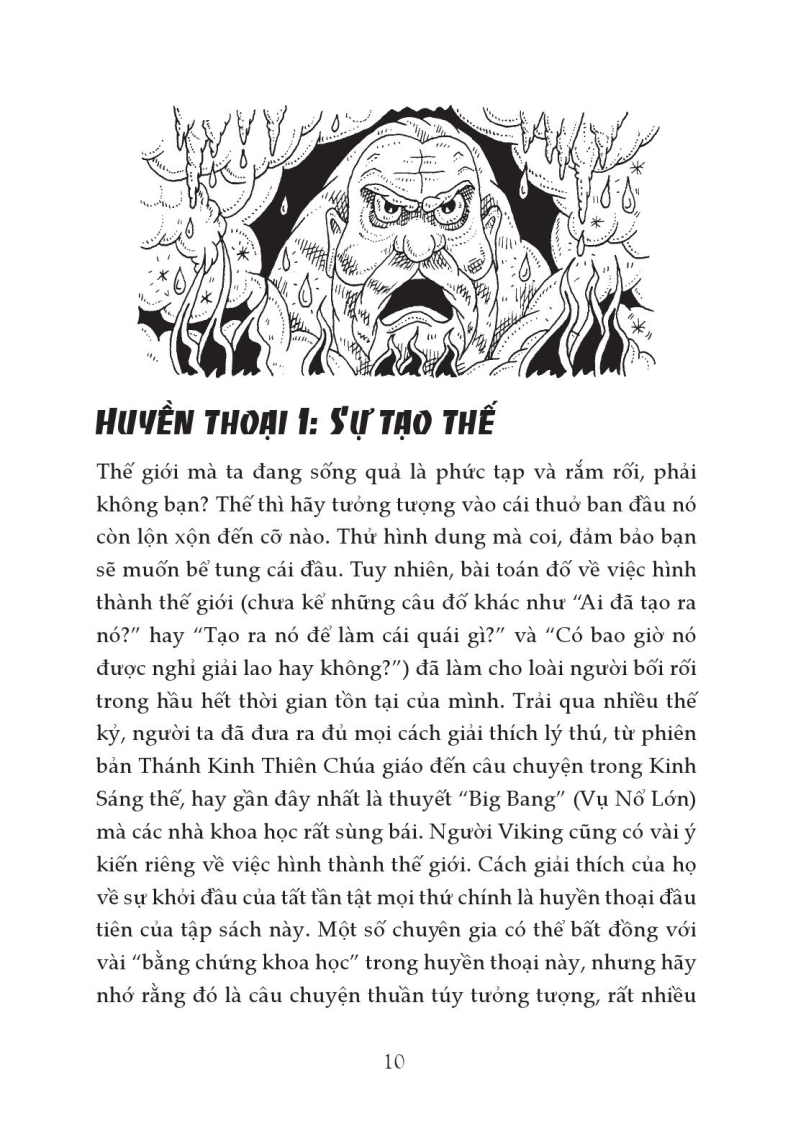 Huyền thoại 1: Sự tạo thế
Thế giới mà ta đang sống quả là phức tạp và rắm rối, phải
không bạn? Thế thì hãy tưởng tượng vào cái thuở ban đầu nó
còn lộn xộn đến cỡ nào. Thử hình dung mà coi, đảm bảo bạn
sẽ muốn bể tung cái đầu. Tuy nhiên, bài toán đố về việc hình
thành thế giới (chưa kể những câu đố khác như “Ai đã tạo ra
nó?” hay “Tạo ra nó để làm cái quái gì?” và “Có bao giờ nó
được nghỉ giải lao hay không?”) đã làm cho loài người bối rối
trong hầu hết thời gian tồn tại của mình. Trải qua nhiều thế
kỷ, người ta đã đưa ra đủ mọi cách giải thích lý thú, từ phiên
bản Thánh Kinh Thiên Chúa giáo đến câu chuyện trong Kinh
Sáng thế, hay gần đây nhất là thuyết “Big Bang” (Vụ Nổ Lớn)
mà các nhà khoa học rất sùng bái. Người Viking cũng có vài ý
kiến riêng về việc hình thành thế giới. Cách giải thích của họ
về sự khởi đầu của tất tần tật mọi thứ chính là huyền thoại đầu
tiên của tập sách này. Một số chuyên gia có thể bất đồng với
vài “bằng chứng khoa học” trong huyền thoại này, nhưng hãy
nhớ rằng đó là câu chuyện thuần túy tưởng tượng, rất nhiều
10